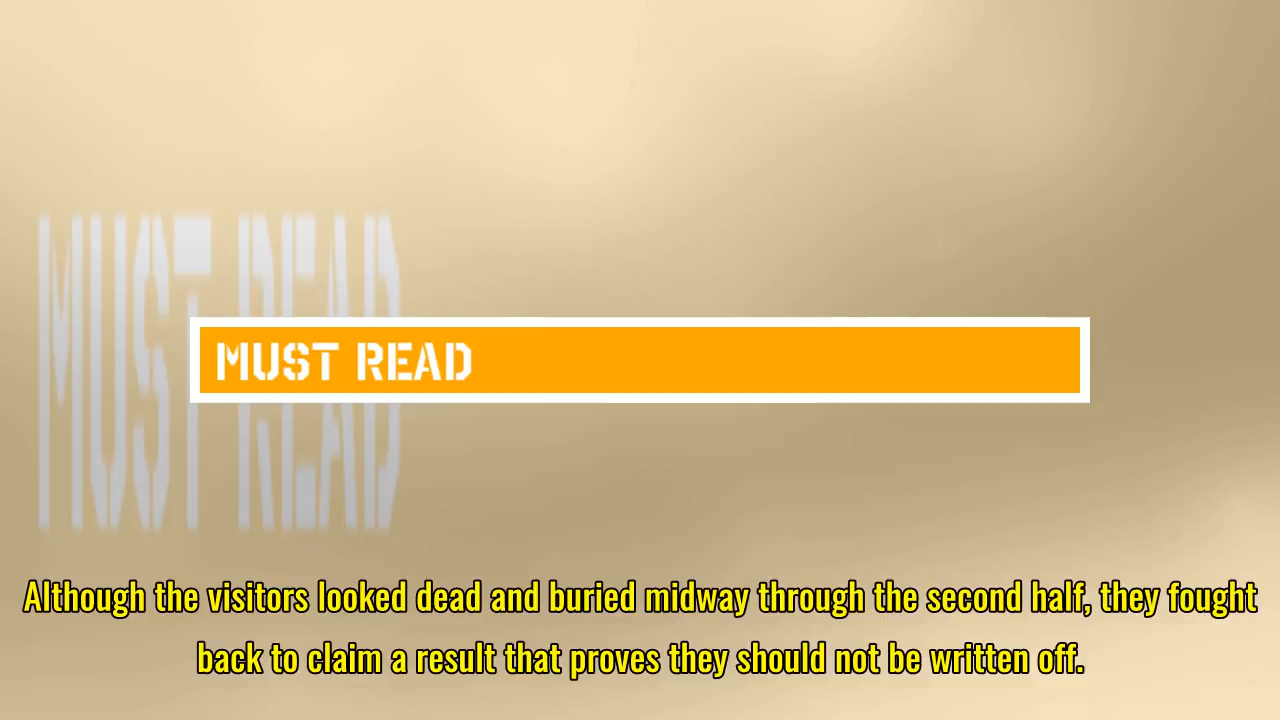 MUST READ
MUST READ
Although the visitors looked dead and buried midway through the second half, they fought
back to claim a result that proves they should not be written off.